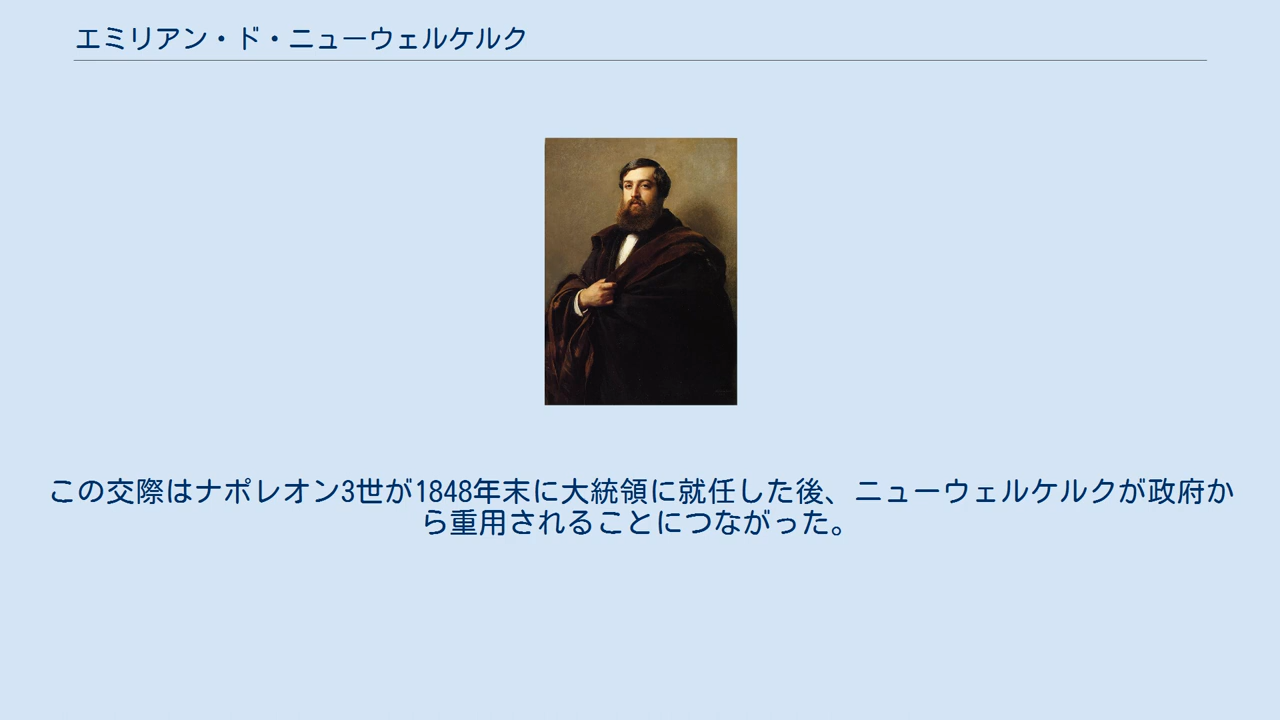 エミリアン・ド・ニューウェルケルク
この交際はナポレオン3世が1848年末に大統領に就任した後、ニューウェルケルクが政府か
ら重用されることにつながった。